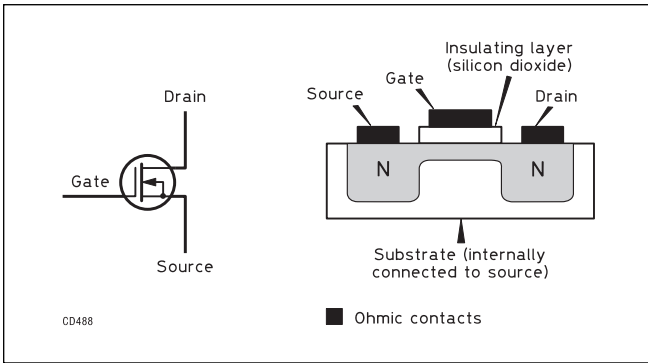 Drain
Gate
Source
CD488
Insulating layer
(silicon dioxide)
Gate
Source
Drain
N
N
Substrate (internally
connected to source)
Ohmic contacts